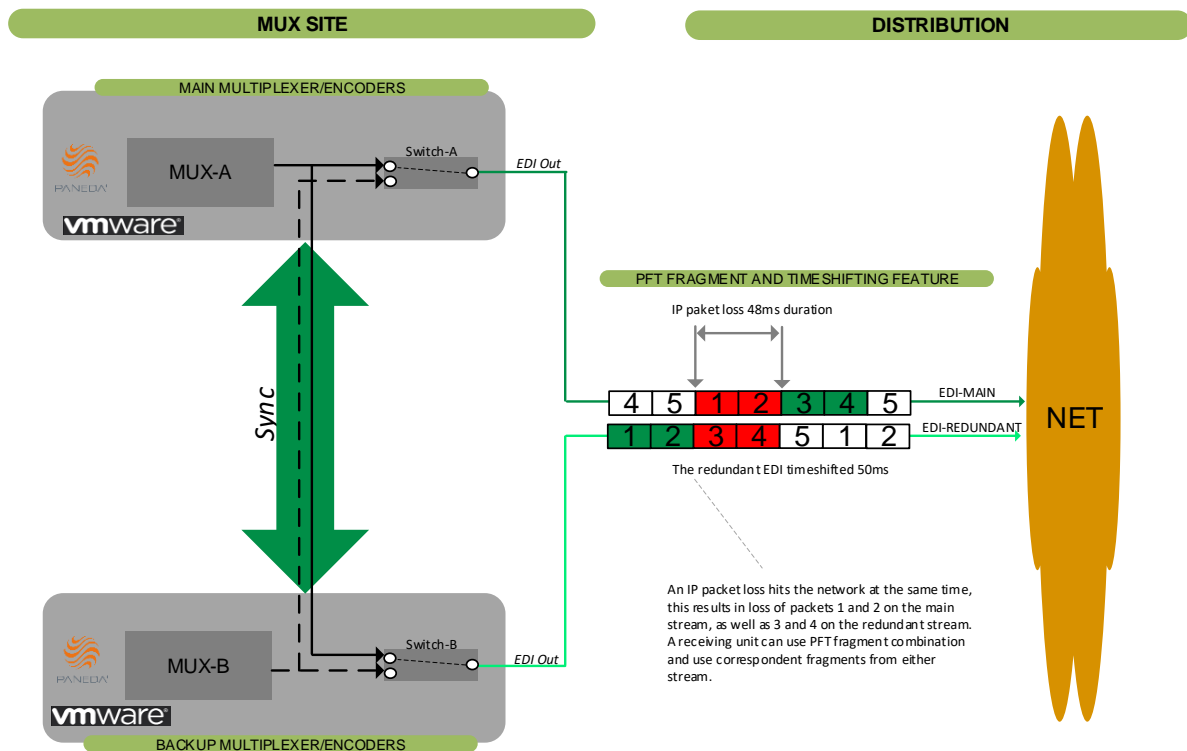 MUX SITE
DISTRIBUTION
MAIN MULTIPLEXER/ENCODERS
MUX-A
Switch-A
EDI Out
PANEDA
vmware®
Sync
PFT FRAGMENT AND TIMESHIFTING FEATURE
IP paket loss 48ms duration
4 5 1 2 3 4 5
EDI-MAIN
1 2 3 4 5 1 2
EDI-REDUNDANT
NET
The redundant EDI timeshifted 50ms
An IP packet loss hits the network at the same time,
this results in loss of packets 1 and 2 on the main
stream, as well as 3 and 4 on the redundant stream.
A receiving unit can use PFT fragment combination
and use correspondent fragments from either
stream.
MUX-B
Switch-B
EDI Out
PANEDA
vmware®
BACKUP MULTIPLEXER/ENCODERS